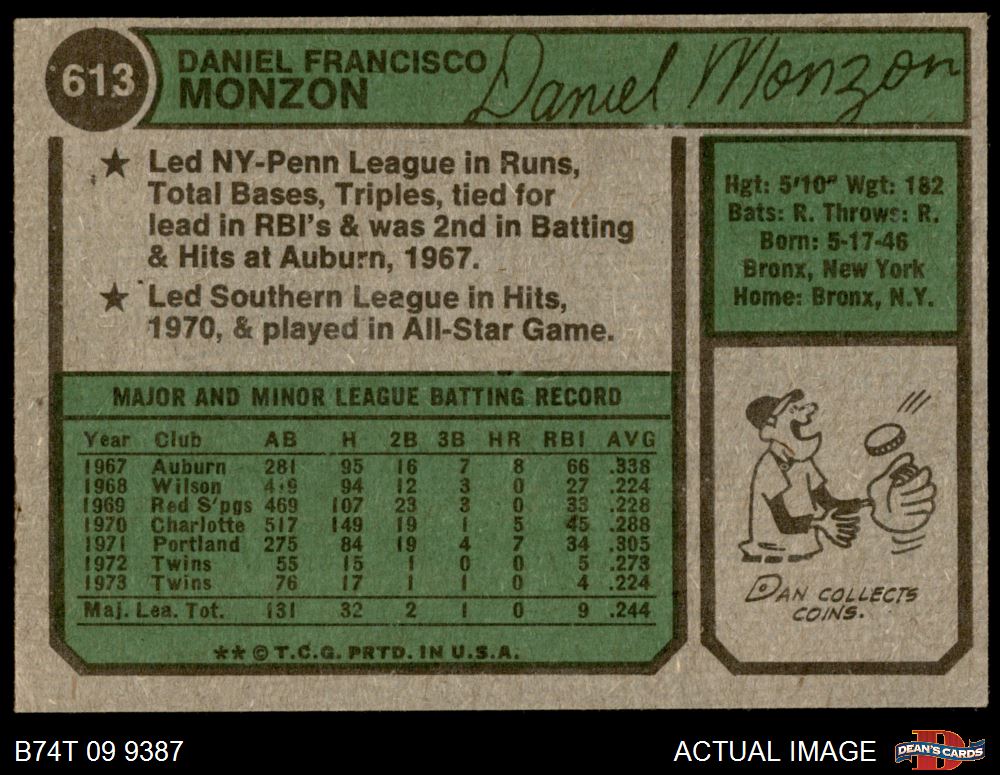 613
DANIEL FRANCISCO
MONZON
Daniel Monzon
★ Led NY-Penn League in Runs,
Total Bases, Triples, tied for
lead in RBI's & was 2nd in Batting
& Hits at Auburn, 1967.
★ Led Southern League in Hits,
1970, & played in All-Star Game.
Hgt: 5'10" Wgt: 182
Bats: R. Throws: R.
Born: 5-17-46
Bronx, New York
Home: Bronx, N.Y.
MAJOR AND MINOR LEAGUE BATTING RECORD
Year Club AB H 2B 3B HR RBI AVG
1967 Auburn 281 95 16 7 8 66 .338
1968 Wilson 419 94 12 3 0 27 .224
1969 Red S'pgs 469 107 23 3 0 33 .228
1970 Charlotte 517 149 19 1 5 45 .288
1971 Portland 275 84 19 4 7 34 .305
1972 Twins 55 15 1 0 0 5 .273
1973 Twins 76 17 1 1 0 4 .224
Maj. Lea. Tot. 131 32 2 1 0 9 .244
** © T.C.G. PRTD. IN U.S.A.
DAN COLLECTS
COINS.
B74T 09 9387
ACTUAL IMAGE
DEAN'S CARDS